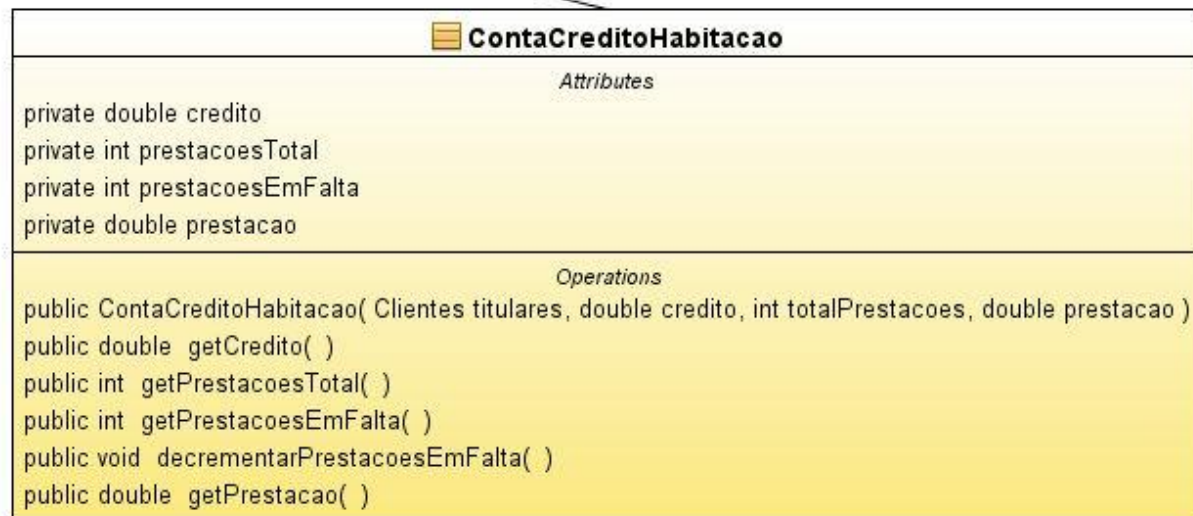 ContaCreditoHabitacao
Attributes
private double credito
private int prestacoesTotal
private int prestacoesEmFalta
private double prestacao
Operations
public ContaCreditoHabitacao( Clientes titulares, double credito, int totalPrestacoes, double prestacao )
public double getCredito( )
public int getPrestacoesTotal( )
public int getPrestacoesEmFalta( )
public void decrementarPrestacoesEmFalta( )
public double getPrestacao( )